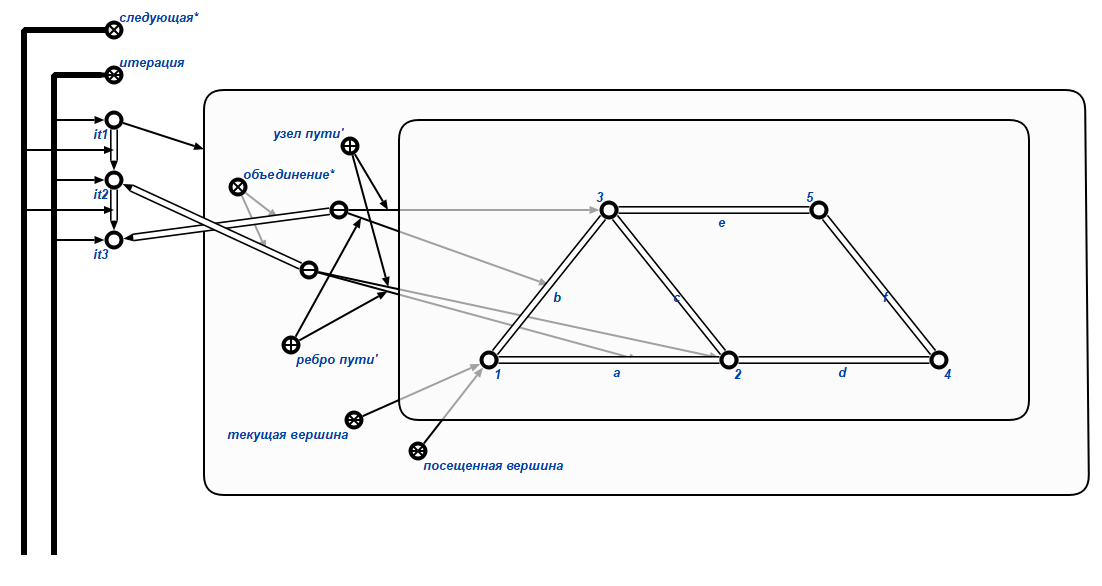 следующая*
итерация
it1
it2
it3
узел пути'
объединение*
3
5
e
b
c
f
ребро пути'
1
a
2
d
4
текущая вершина
посещенная вершина